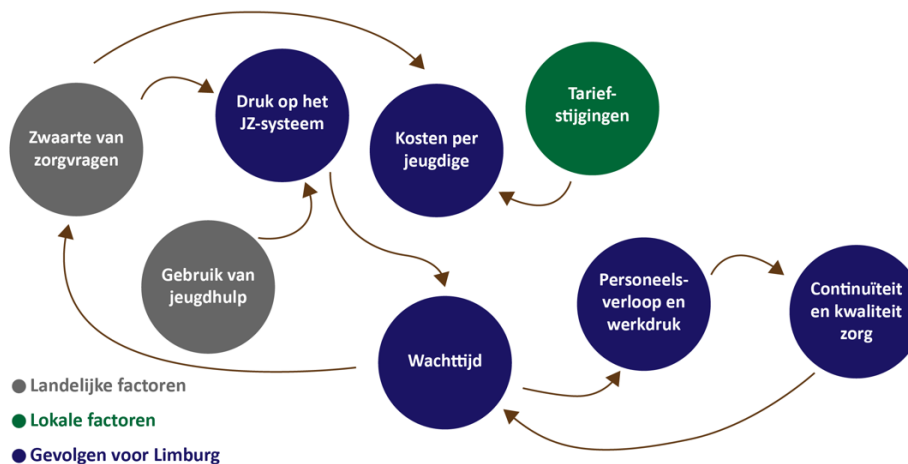 Zwaarte van
zorgvragen
Druk op het
JZ-systeem
Kosten per
jeugdige
Tarief-
stijgingen
Gebruik van
jeugdhulp
Wachttijd
Personeels-
verloop en
werkdruk
Continuïteit
en kwaliteit
zorg
Landelijke factoren
Lokale factoren
Gevolgen voor Limburg